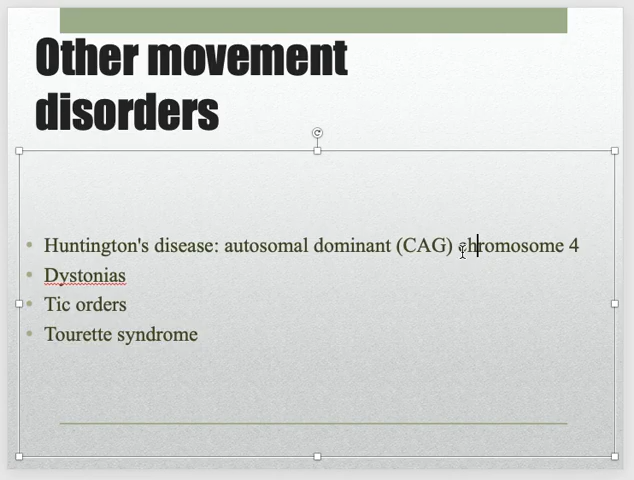 Other movement
disorders
• Huntington's disease: autosomal dominant (CAG) chromosome 4
• Dystonias
• Tic orders
• Tourette syndrome